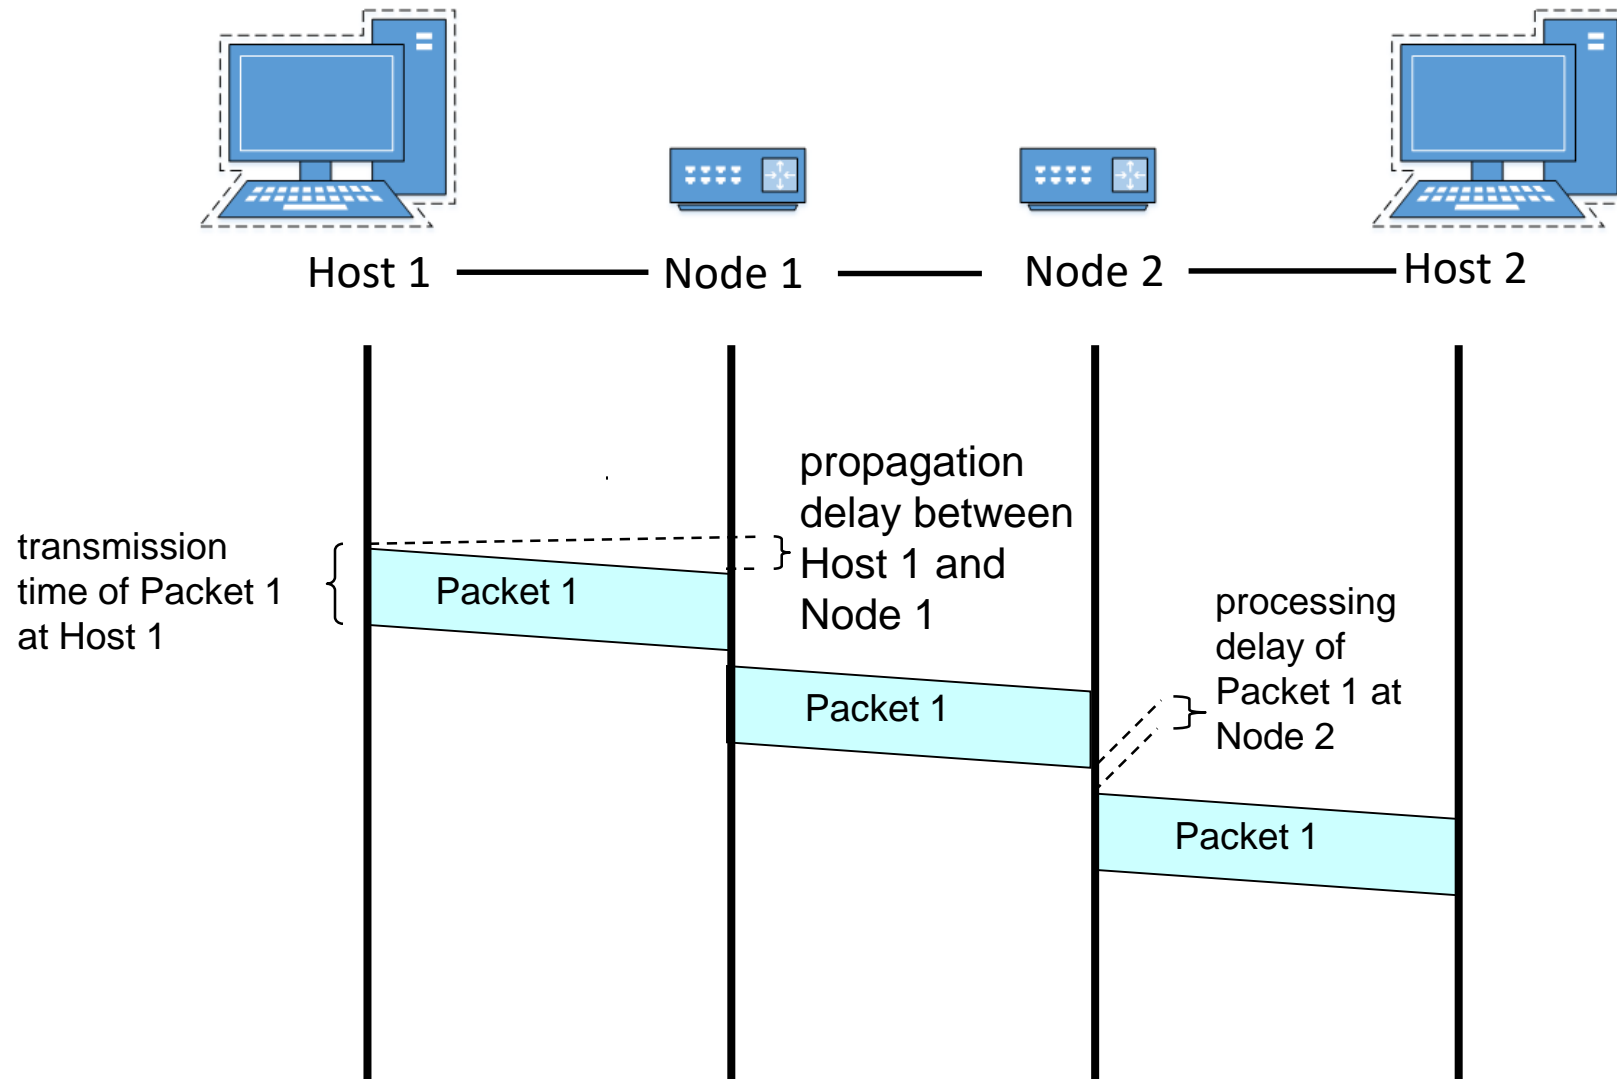 Host 1
Node 1
Node 2
Host 2
propagation
delay between
Host 1 and
Node 1
transmission
time of Packet 1
at Host 1
Packet 1
processing
delay of
Packet 1 at
Node 2
Packet 1
Packet 1